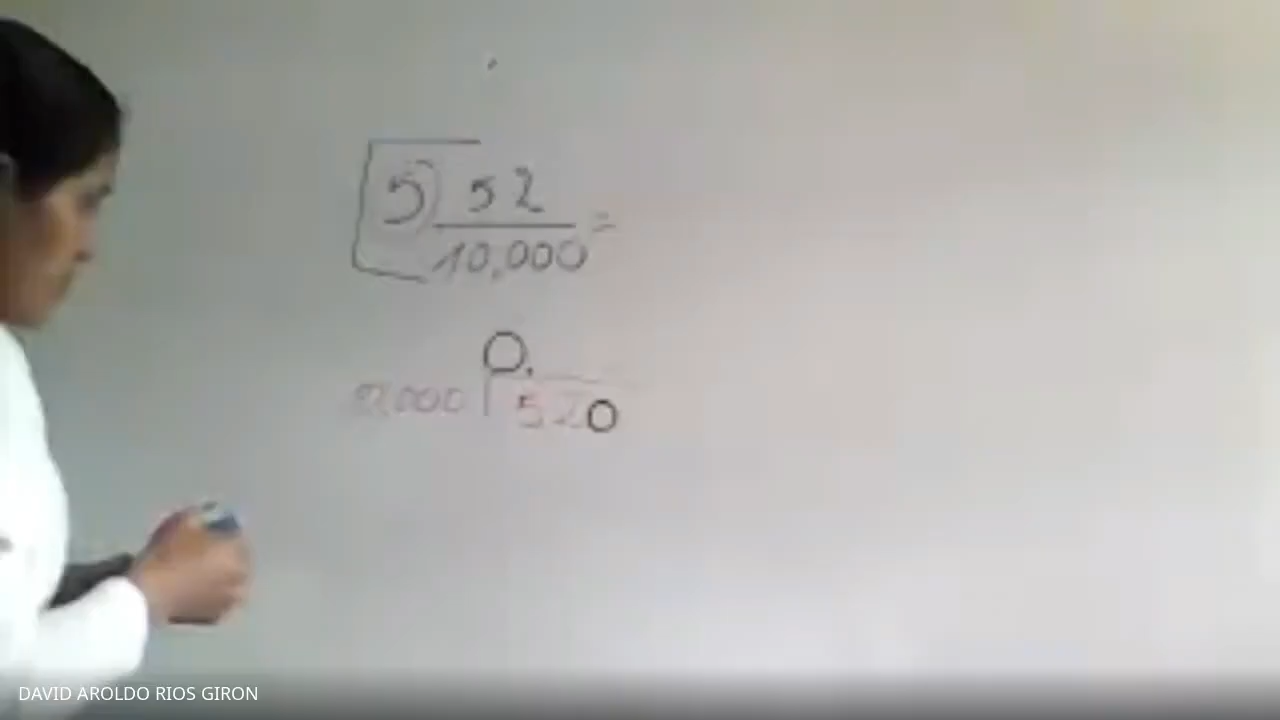 5 52
10,000 =
0.
10,000 520
DAVID AROLDO RIOS GIRON